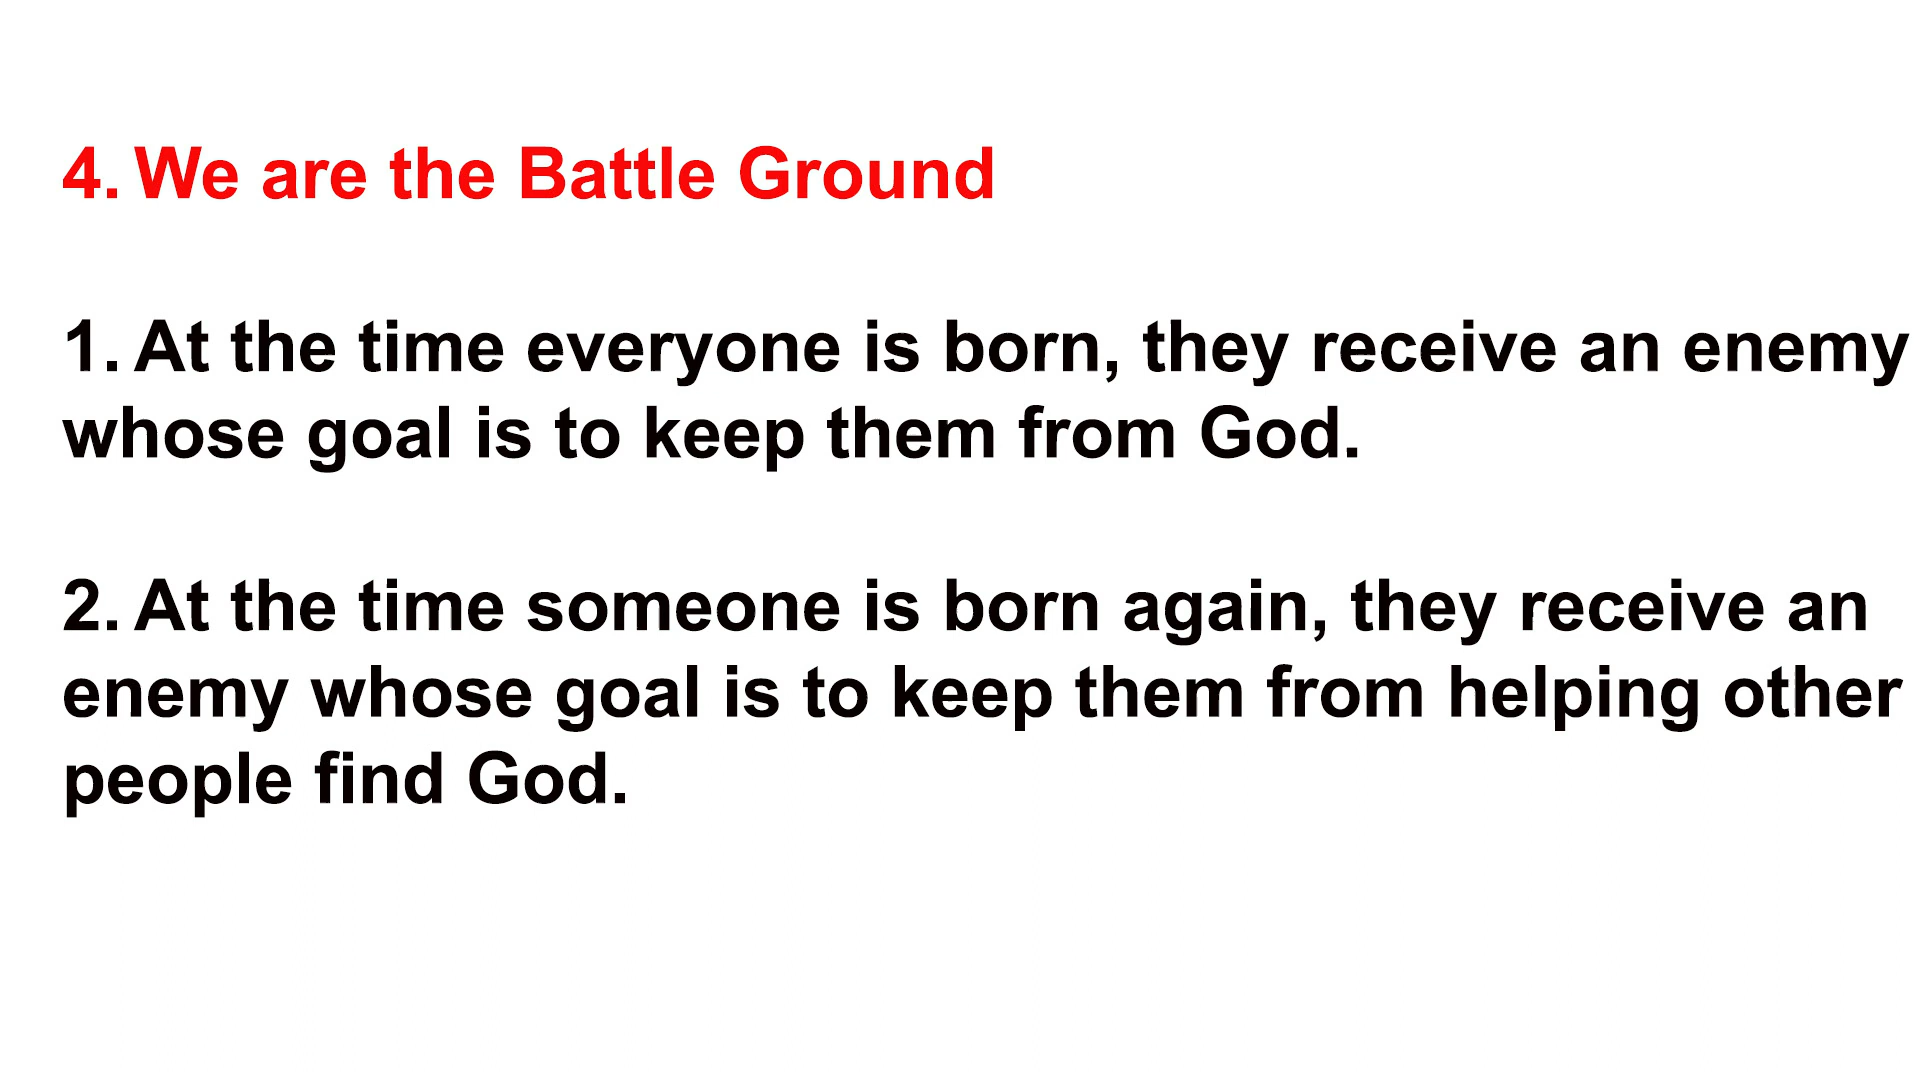 4. We are the Battle Ground
1. At the time everyone is born, they receive an enemy
whose goal is to keep them from God.
2. At the time someone is born again, they receive an
enemy whose goal is to keep them from helping other
people find God.